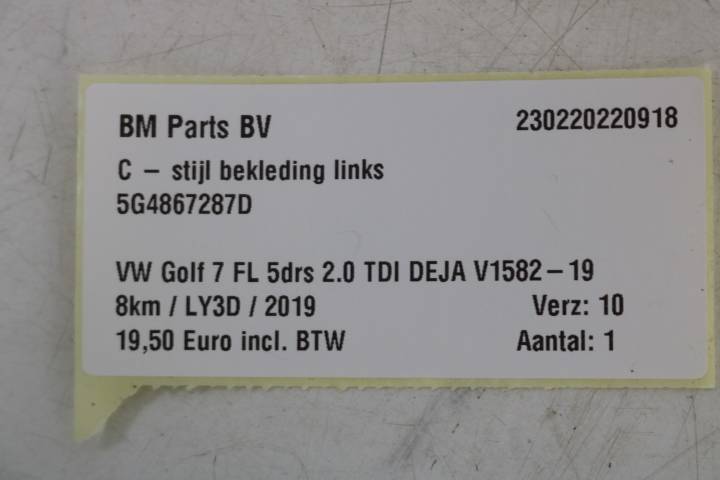 BM Parts BV 230220220918
C – stijl bekleding links
5G4867287D
VW Golf 7 FL 5drs 2.0 TDI DEJA V1582 – 19
8km / LY3D / 2019 Verz: 10
19,50 Euro incl. BTW Aantal: 1